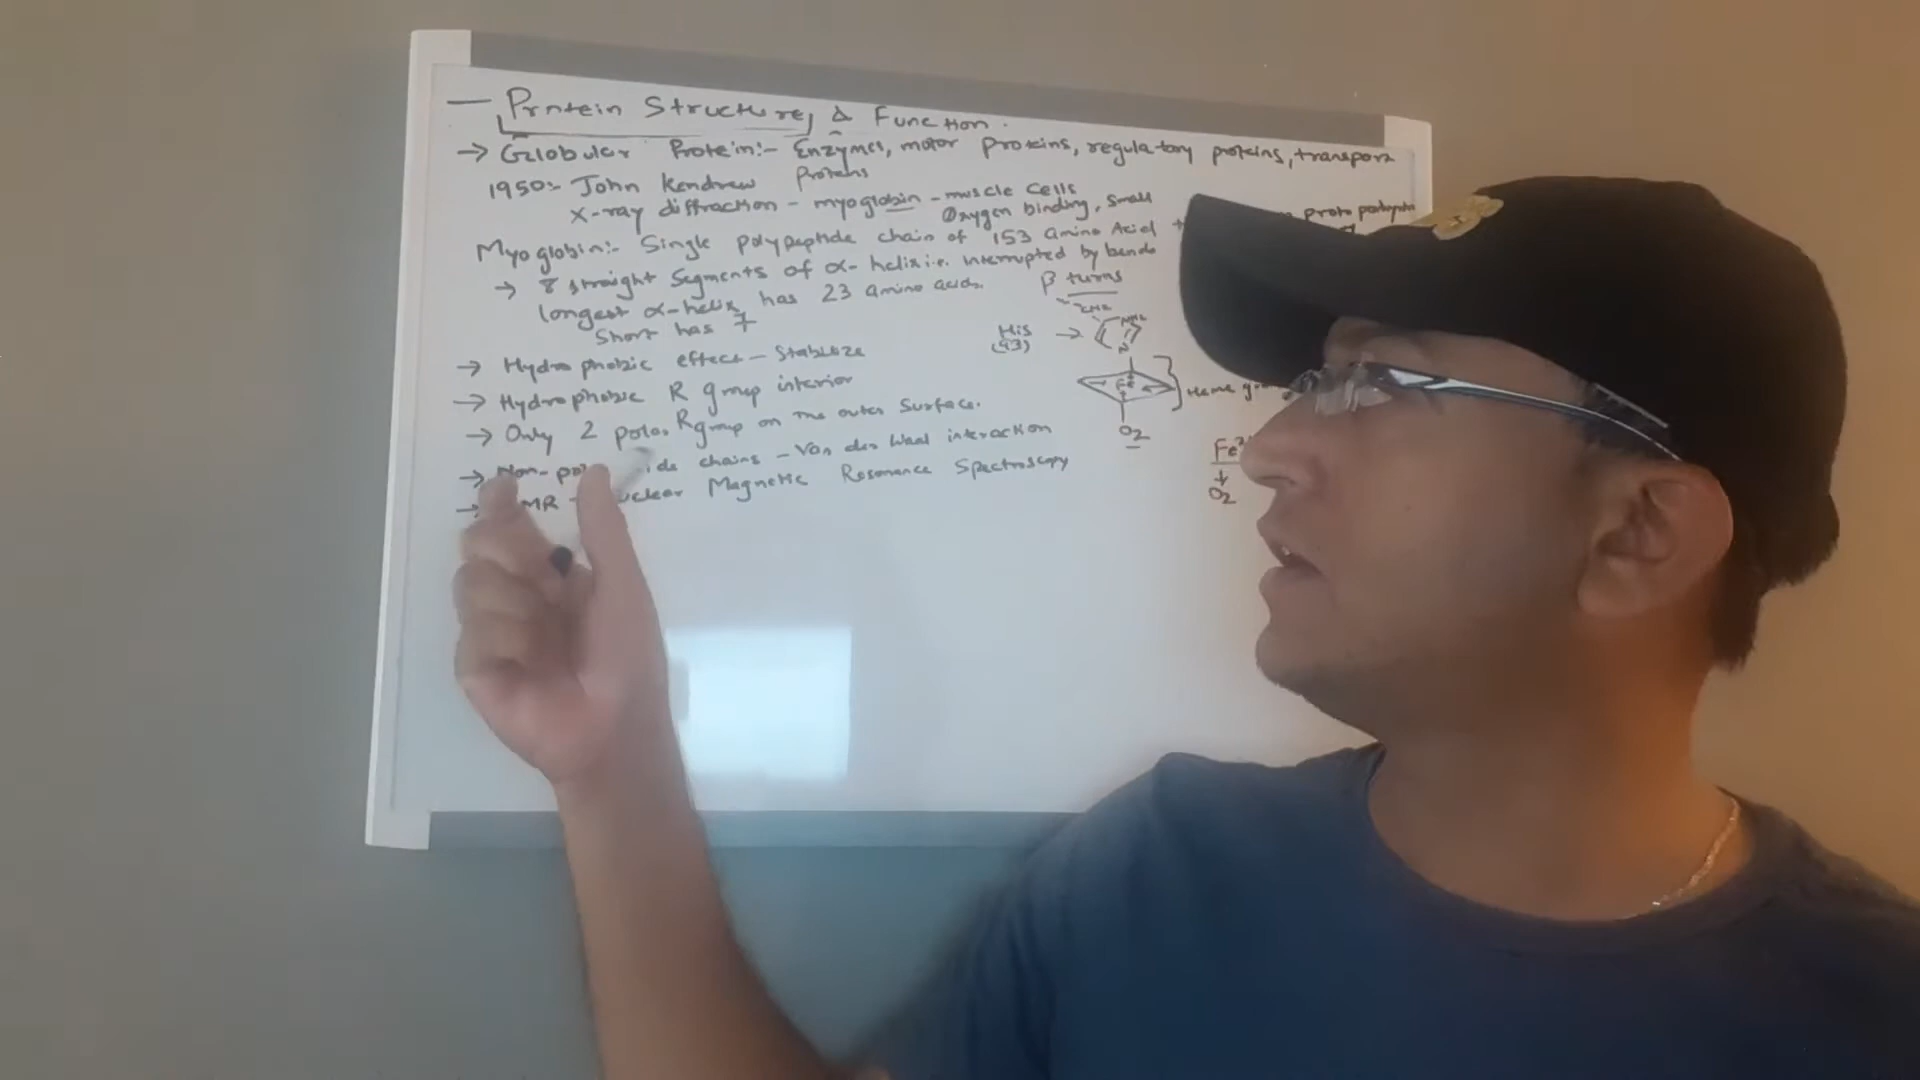 — Protein Structure, & Function.
→ Globular Protein:- Enzymes, motor proteins, regulatory proteins, transport
Proteins
1950:- John Kendrew
X-ray diffraction - myoglobin - muscle cells
Oxygen binding, small
Myoglobin:- Single polypeptide chain of 153 amino Acid +
→ 8 straight segments of α-helix i.e. interrupted by bends
β turns
longest α-helix has 23 amino acids.
Short has 7
→ Hydrophobic effect - Stabilize
→ Hydrophobic R group interior
→ Only 2 polar R group on the outer surface.
→ chains - Van der Waal interaction
→ Magnetic Resonance Spectroscopy
His →
(93)
Fe
Heme
O2
Fe
↓
O2